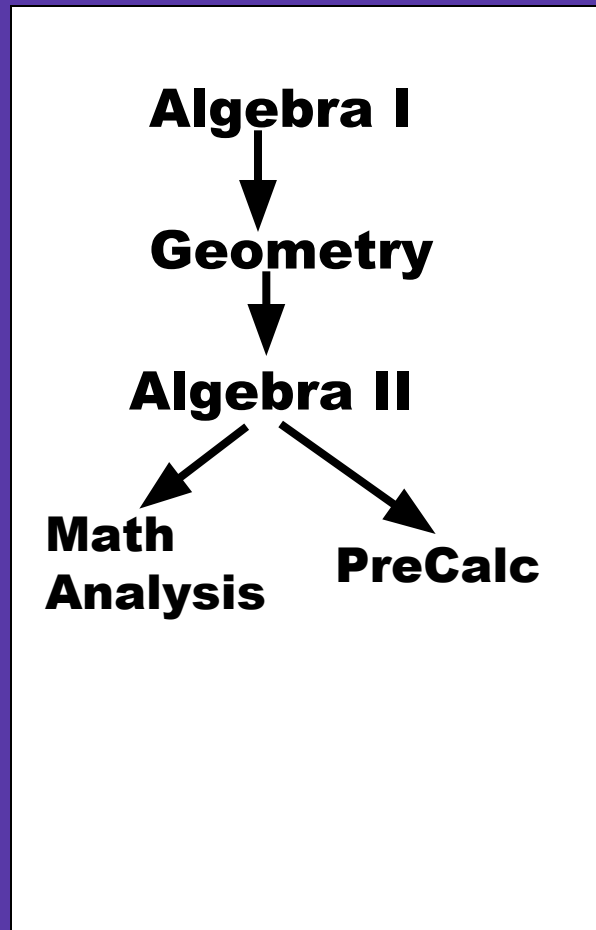 Algebra I
Geometry
Algebra II
Math
Analysis
PreCalc